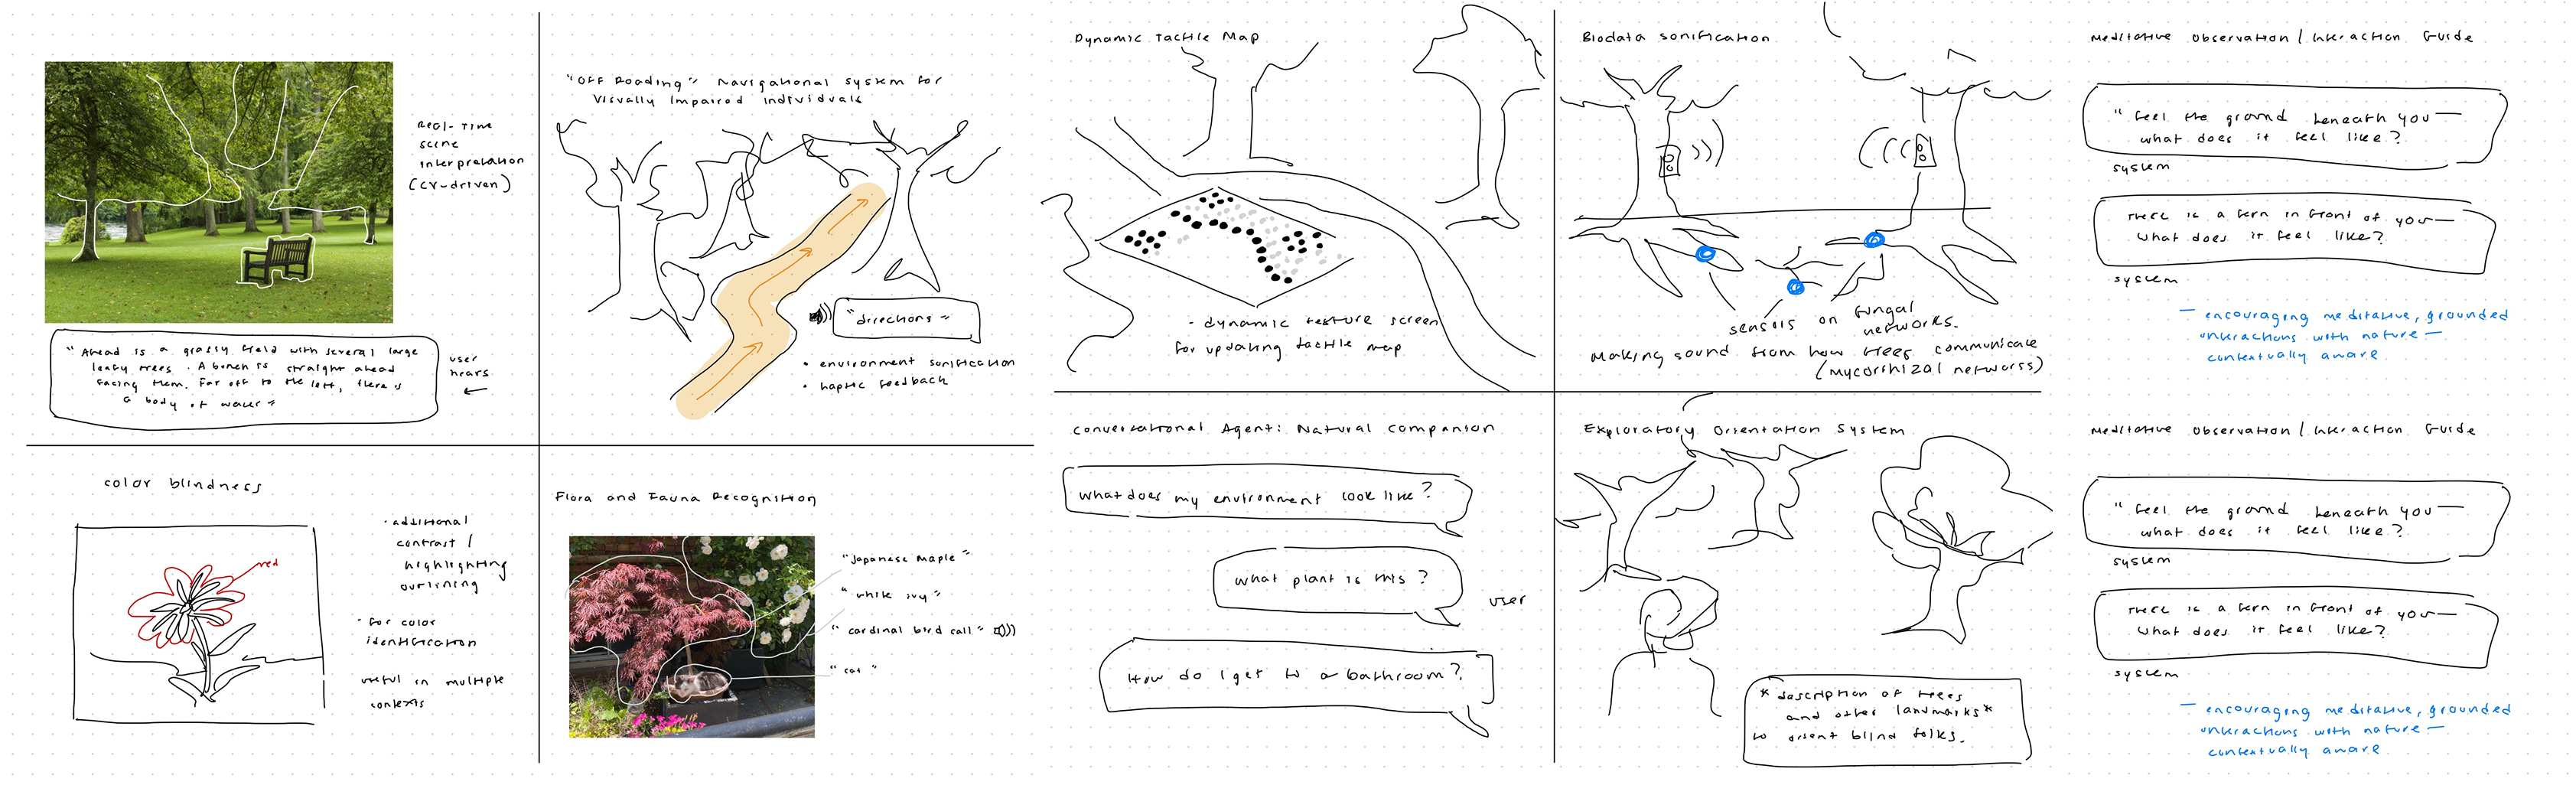 Real-Time
scene
interpretation
(CV-driven)
"Ahead is a grassy field with several large
leafy trees. A bench is straight ahead
facing them. Far off to the left, there is
a body of water"
user
hears
"Off Roading" Navigational system for
Visually Impaired Individuals
"directions"
• environment sonification
• haptic feedback
color blindness
red
• additional
contrast /
highlighting
outlining
• for color
identification
useful in multiple
contexts
Flora and Fauna Recognition
"Japanese maple"
"white ivy"
"cardinal bird call"
"cat"
Dynamic Tactile Map
- dynamic texture screen
for updating tactile map
Biodata sonification
sensors on fungal
networks.
Making sound from how trees communicate
(mycorrhizal networks)
Conversational Agent: Natural Companion
what does my environment look like?
what plant is this?
user
How do I get to a bathroom?
Exploratory Orientation System
* description of trees
and other landmarks*
to orient blind folks.
Meditative Observation / Interaction Guide
"Feel the ground beneath you—
what does it feel like?
system
There is a fern in front of you—
what does it feel like?
system
— encouraging meditative, grounded
interactions with nature —
contextually aware
Meditative Observation / Interaction Guide
"Feel the ground beneath you—
what does it feel like?
system
There is a fern in front of you—
what does it feel like?
system
— encouraging meditative, grounded
interactions with nature —
contextually aware